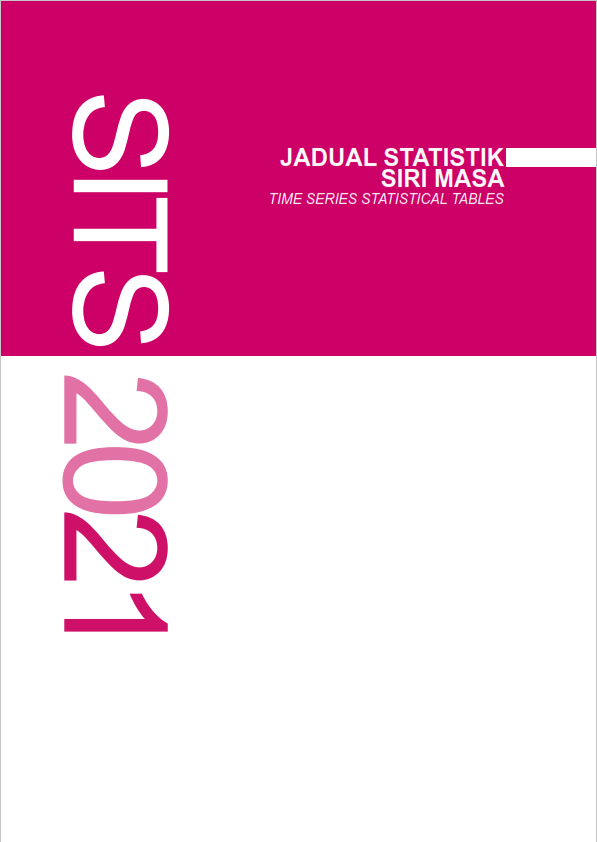 SITS 2021
JADUAL STATISTIK
SIRI MASA
TIME SERIES STATISTICAL TABLES